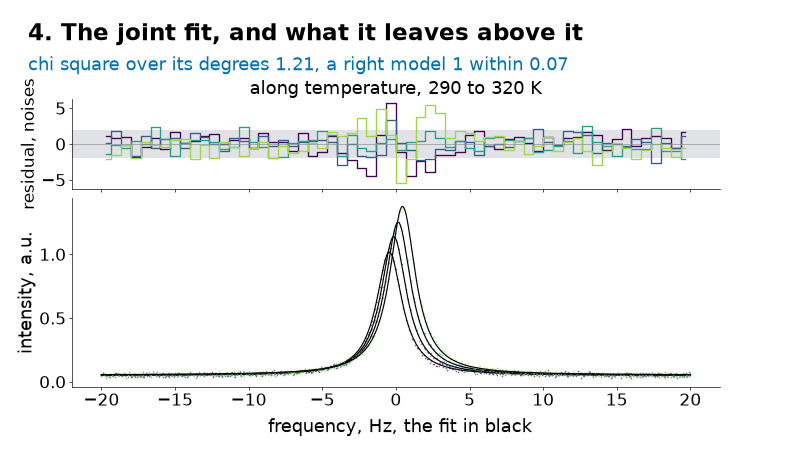 4. The joint fit, and what it leaves above it
chi square over its degrees 1.21, a right model 1 within 0.07
along temperature, 290 to 320 K
residual, noises
5
0
−5
intensity, a.u.
1.0
0.5
0.0
−20 −15 −10 −5 0 5 10 15 20
frequency, Hz, the fit in black